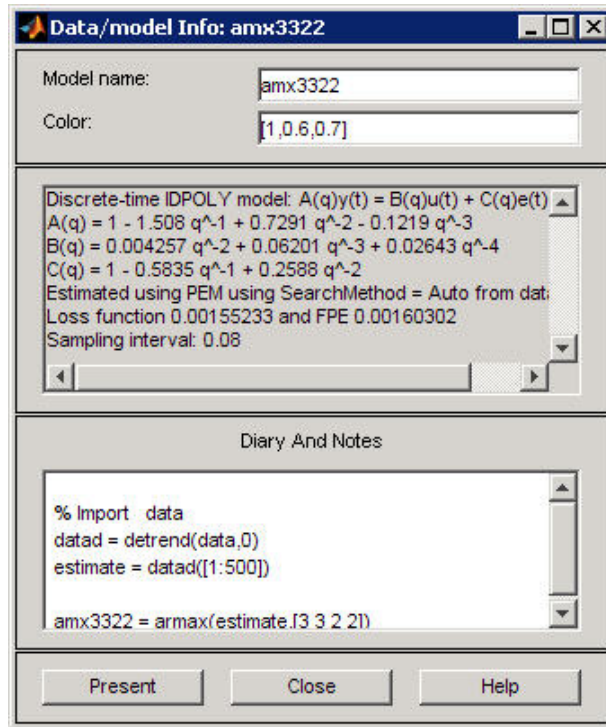 Data/model Info: amx3322
Model name:
amx3322
Color:
[1,0.6,0.7]
Discrete-time IDPOLY model: A(q)y(t) = B(q)u(t) + C(q)e(t)
A(q) = 1 - 1.508 q^-1 + 0.7291 q^-2 - 0.1219 q^-3
B(q) = 0.004257 q^-2 + 0.06201 q^-3 + 0.02643 q^-4
C(q) = 1 - 0.5835 q^-1 + 0.2588 q^-2
Estimated using PEM using SearchMethod = Auto from data
Loss function 0.00155233 and FPE 0.00160302
Sampling interval: 0.08
Diary And Notes
% Import data
datad = detrend(data,0)
estimate = datad([1:500])
amx3322 = armax(estimate,[3 3 2 2])
Present
Close
Help